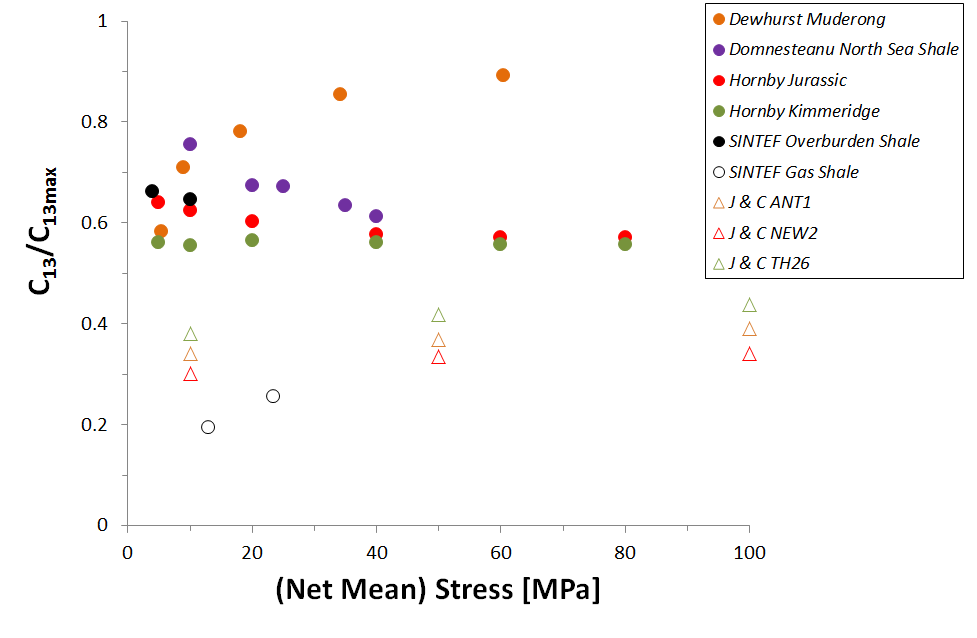 1
0.8
0.6
0.4
0.2
0
0 20 40 60 80 100
C13/C13max
(Net Mean) Stress [MPa]
Dewhurst Muderong
Domnesteanu North Sea Shale
Hornby Jurassic
Hornby Kimmeridge
SINTEF Overburden Shale
SINTEF Gas Shale
J & C ANT1
J & C NEW2
J & C TH26